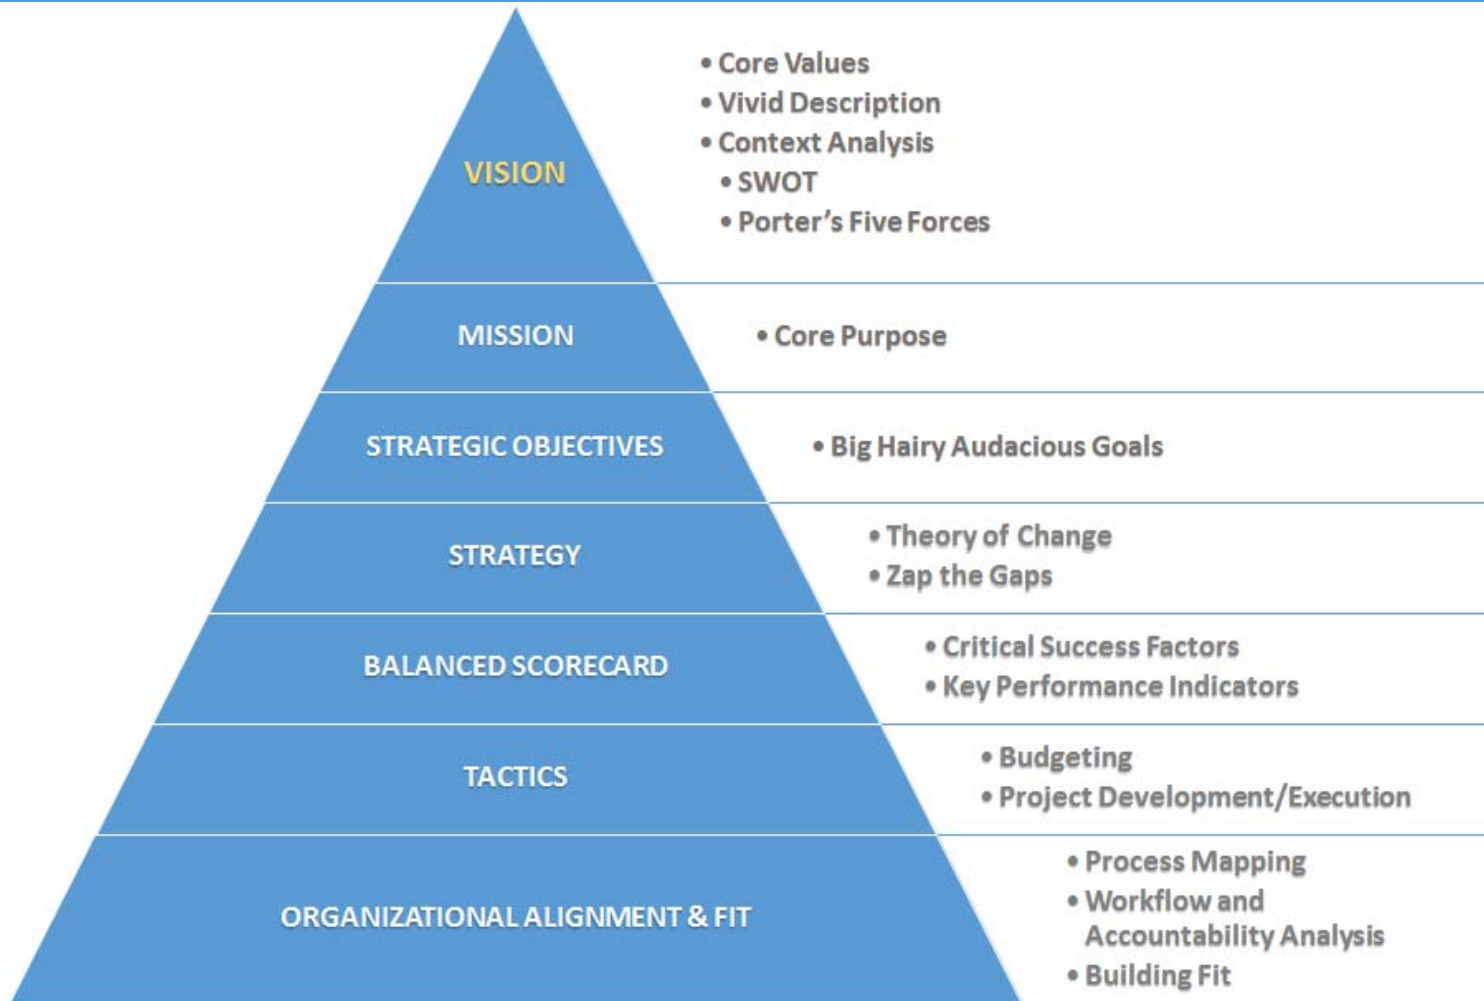 VISION
• Core Values
• Vivid Description
• Context Analysis
• SWOT
• Porter’s Five Forces
MISSION
• Core Purpose
STRATEGIC OBJECTIVES
• Big Hairy Audacious Goals
STRATEGY
• Theory of Change
• Zap the Gaps
BALANCED SCORECARD
• Critical Success Factors
• Key Performance Indicators
TACTICS
• Budgeting
• Project Development/Execution
ORGANIZATIONAL ALIGNMENT & FIT
• Process Mapping
• Workflow and
Accountability Analysis
• Building Fit